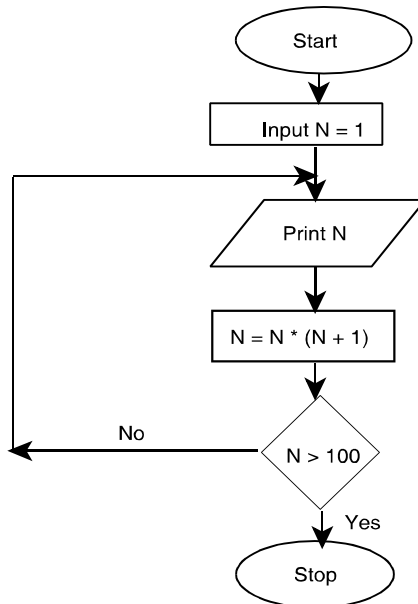 Start
Input N = 1
Print N
N = N * (N + 1)
No
N > 100
Yes
Stop